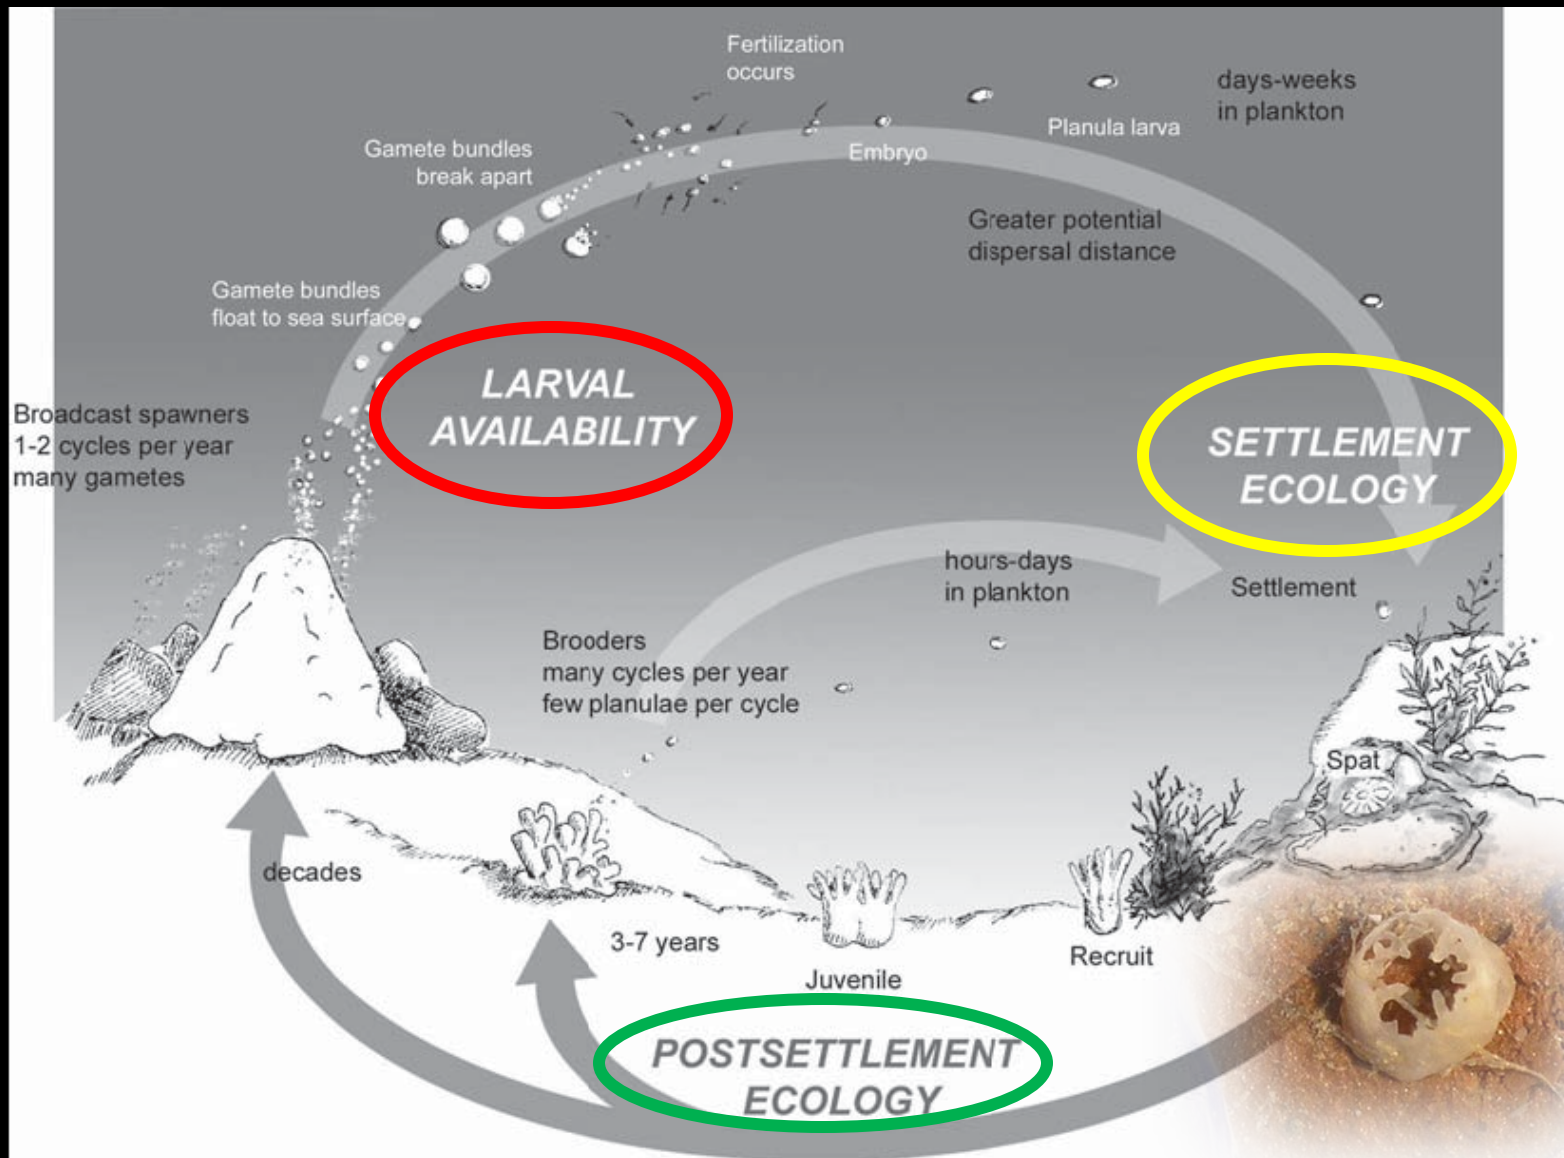 Fertilization
occurs
days-weeks
in plankton
Planula larva
Gamete bundles
break apart
Embryo
Greater potential
dispersal distance
Gamete bundles
float to sea surface
LARVAL
AVAILABILITY
Broadcast spawners
1-2 cycles per year
many gametes
SETTLEMENT
ECOLOGY
hours-days
in plankton
Settlement
Brooders
many cycles per year
few planulae per cycle
Spat
decades
3-7 years
Juvenile
Recruit
POSTSETTLEMENT
ECOLOGY